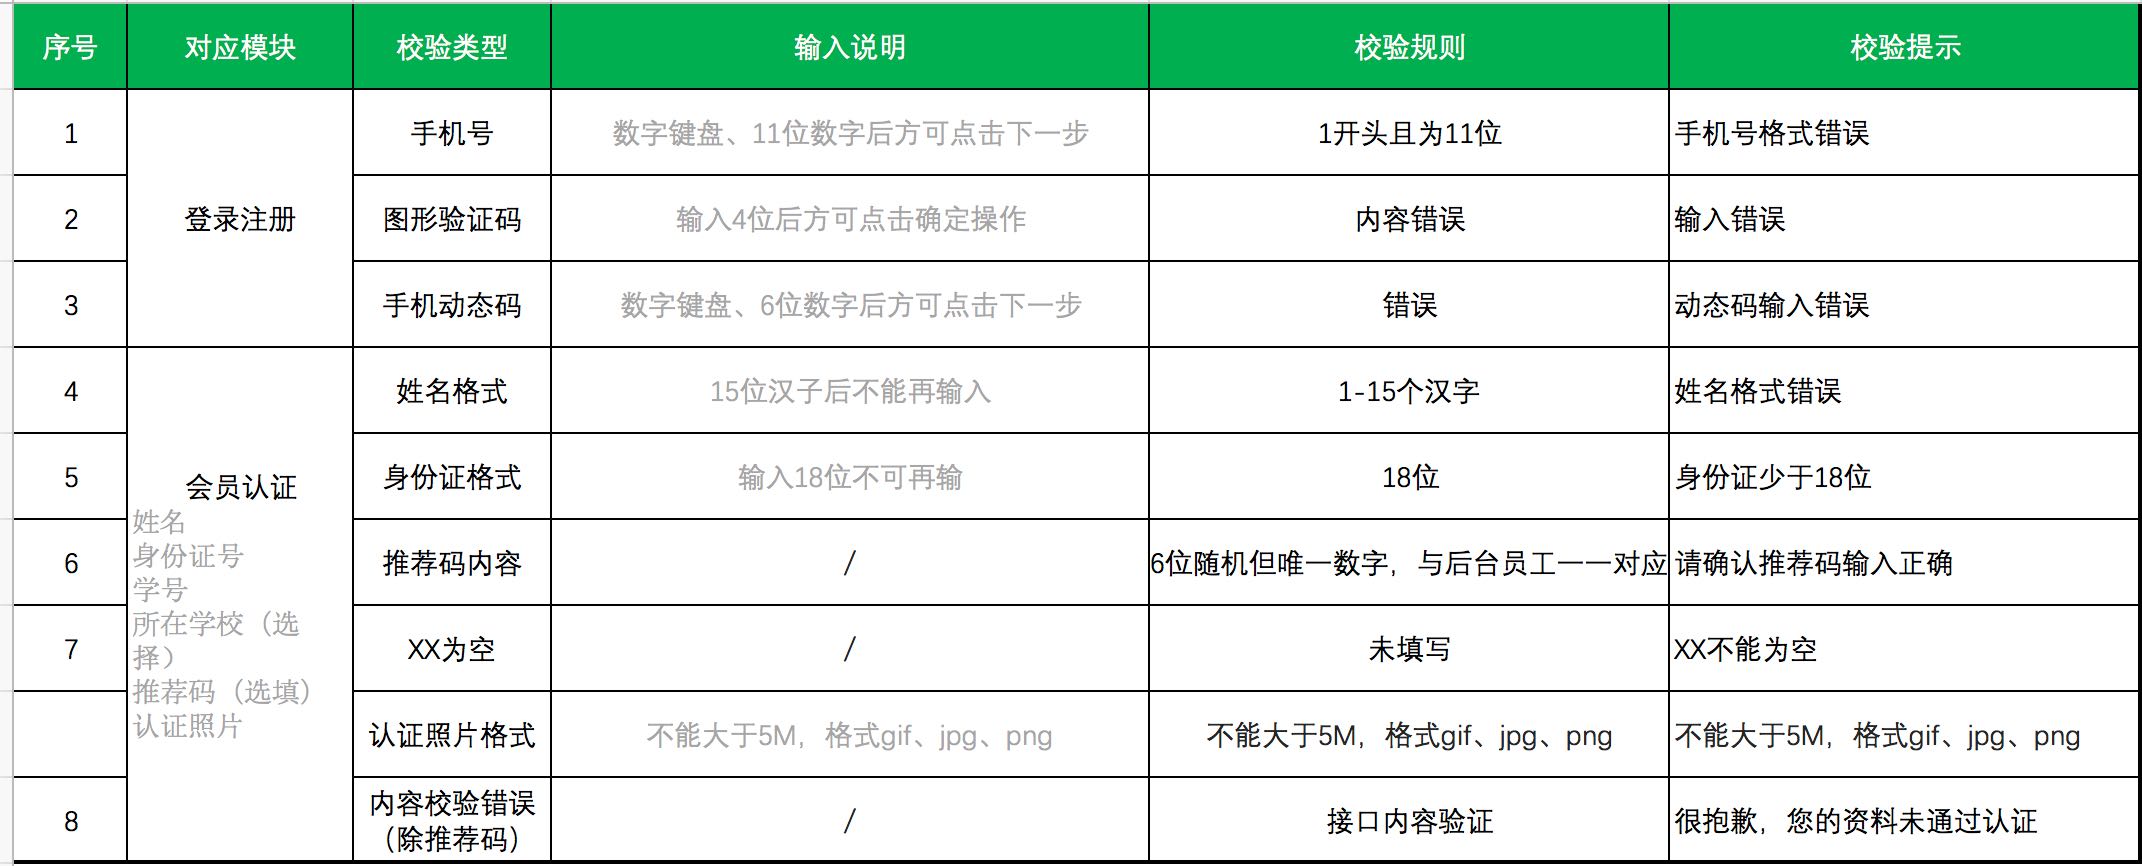 序号 对应模块 校验类型 输入说明 校验规则 校验提示
1 手机号 数字键盘、11位数字后方可点击下一步 1开头且为11位 手机号格式错误
2 登录注册 图形验证码 输入4位后方可点击确定操作 内容错误 输入错误
3 手机动态码 数字键盘、6位数字后方可点击下一步 错误 动态码输入错误
4 姓名格式 15位汉子后不能再输入 1-15个汉字 姓名格式错误
5 身份证格式 输入18位不可再输 18位 身份证少于18位
会员认证
姓名
身份证号
学号
所在学校（选
择）
推荐码（选填）
认证照片
6 推荐码内容 / 6位随机但唯一数字，与后台员工一一对应 请确认推荐码输入正确
7 XX为空 / 未填写 XX不能为空
认证照片格式 不能大于5M，格式gif、jpg、png 不能大于5M，格式gif、jpg、png 不能大于5M，格式gif、jpg、png
内容校验错误
8 （除推荐码） / 接口内容验证 很抱歉，您的资料未通过认证